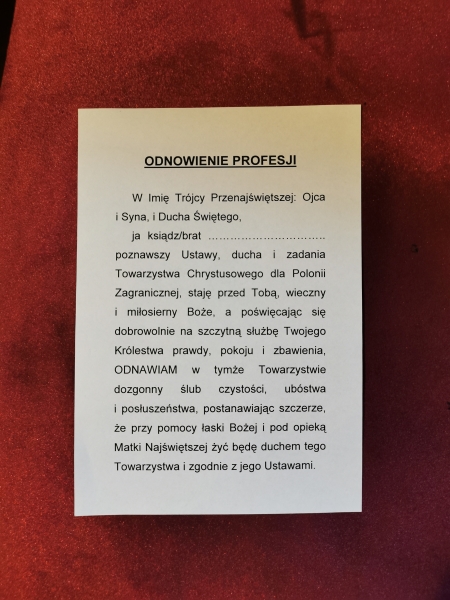 ODNOWIENIE PROFESJI
W Imię Trójcy Przenajświętszej: Ojca
i Syna, i Ducha Świętego,
ja ksiądz/brat …………………………..
poznawszy Ustawy, ducha i zadania
Towarzystwa Chrystusowego dla Polonii
Zagranicznej, staję przed Tobą, wieczny
i miłosierny Boże, a poświęcając się
dobrowolnie na szczytną służbę Twojego
Królestwa prawdy, pokoju i zbawienia,
ODNAWIAM w tymże Towarzystwie
dozgonny ślub czystości, ubóstwa
i posłuszeństwa, postanawiając szczerze,
że przy pomocy łaski Bożej i pod opieką
Matki Najświętszej żyć będę duchem tego
Towarzystwa i zgodnie z jego Ustawami.